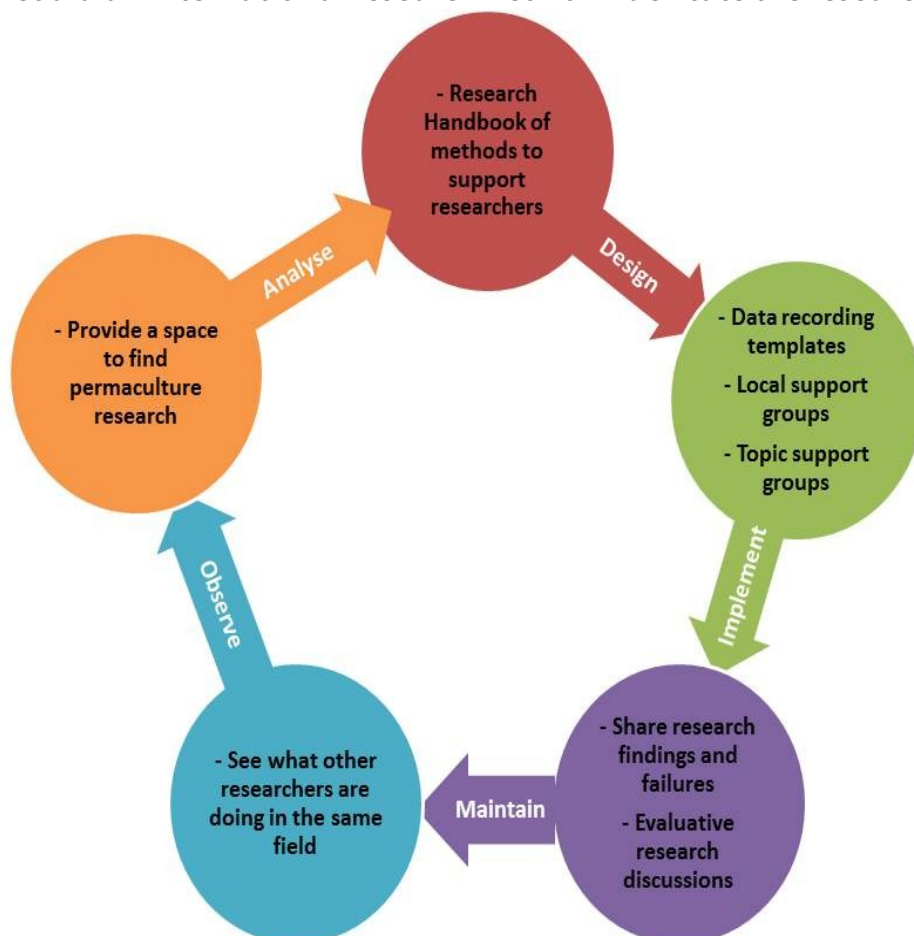 - Research
Handbook of
methods to
support
researchers
Design
- Data recording
templates
- Local support
groups
- Topic support
groups
Implement
- Share research
findings and
failures
- Evaluative
research
discussions
Maintain
- See what other
researchers are
doing in the same
field
Observe
- Provide a space
to find
permaculture
research
Analyse